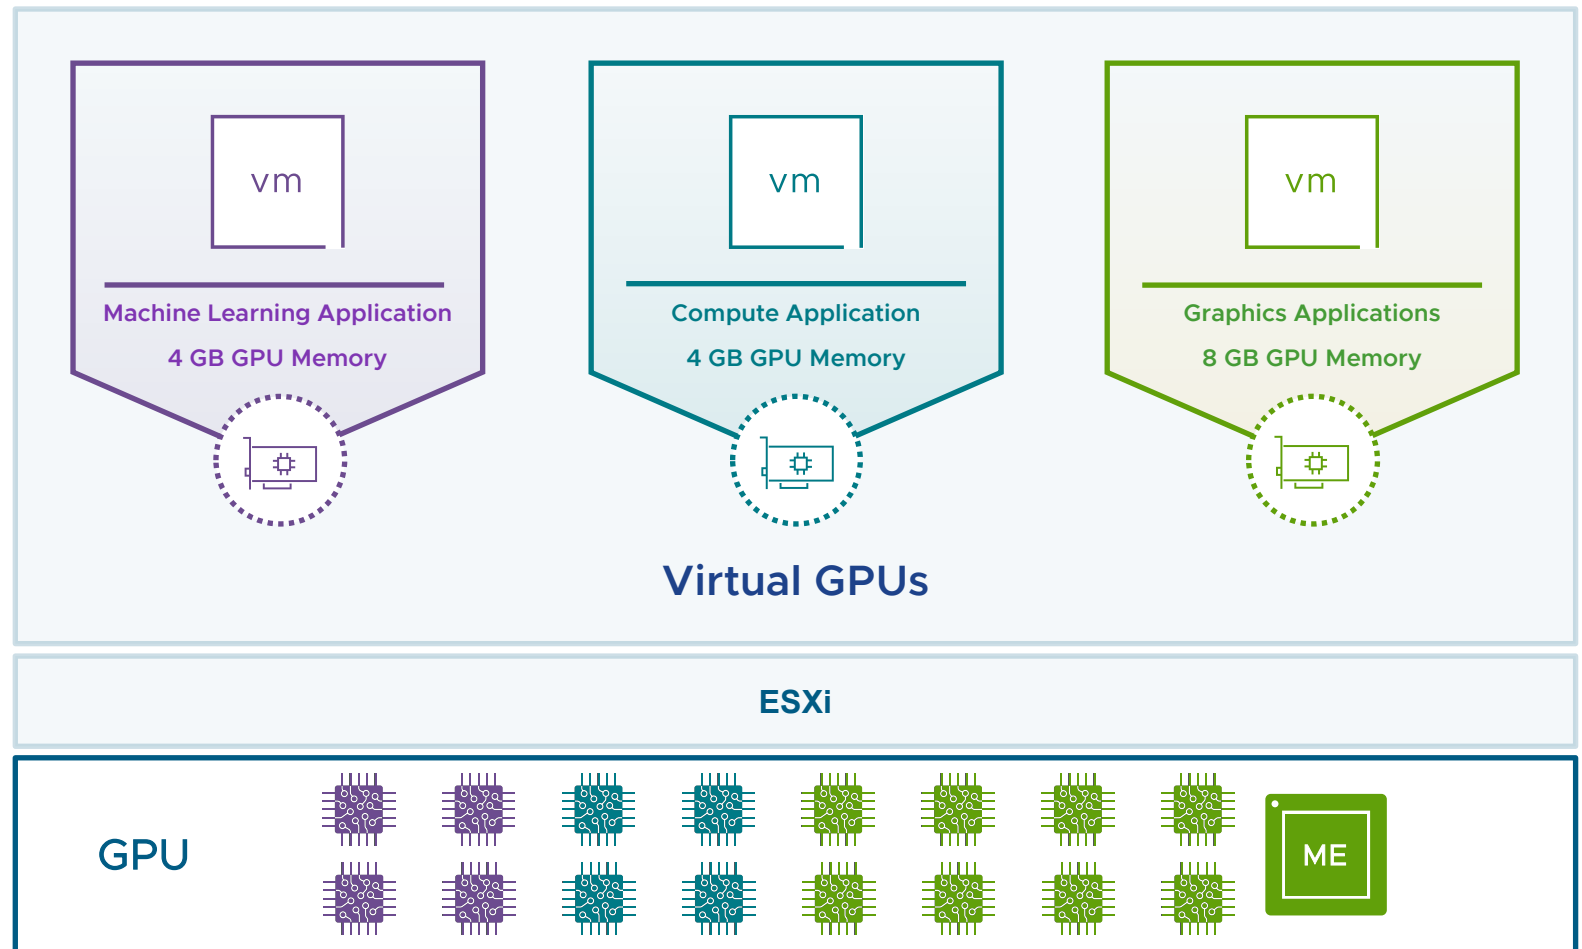 vm
Machine Learning Application
4 GB GPU Memory
vm
Compute Application
4 GB GPU Memory
vm
Graphics Applications
8 GB GPU Memory
Virtual GPUs
ESXi
GPU
ME